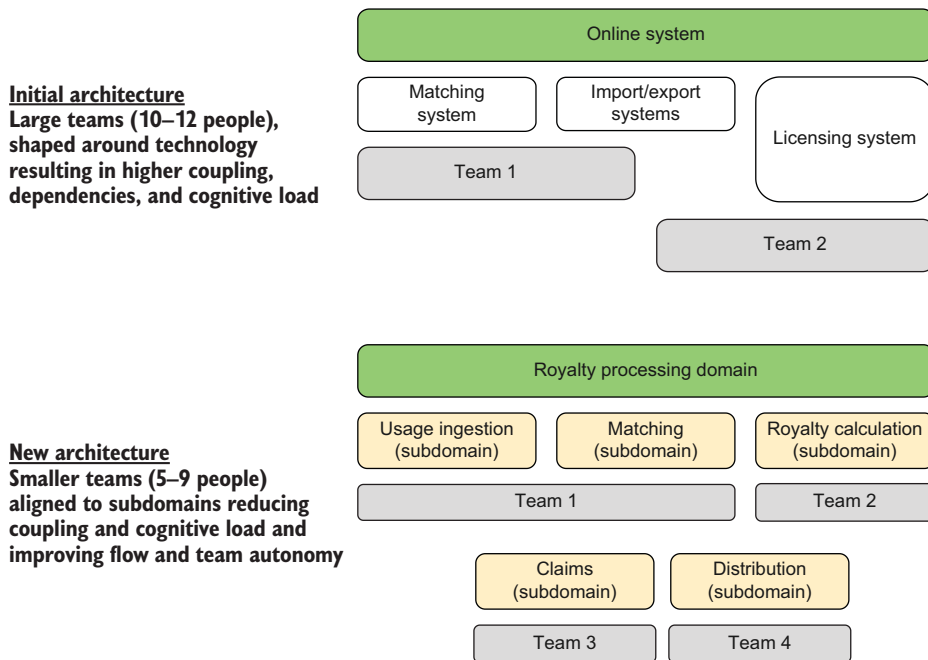 Initial architecture
Large teams (10–12 people),
shaped around technology
resulting in higher coupling,
dependencies, and cognitive load
Online system
Matching
system
Import/export
systems
Licensing system
Team 1
Team 2
New architecture
Smaller teams (5–9 people)
aligned to subdomains reducing
coupling and cognitive load and
improving flow and team autonomy
Royalty processing domain
Usage ingestion
(subdomain)
Matching
(subdomain)
Royalty calculation
(subdomain)
Team 1
Team 2
Claims
(subdomain)
Distribution
(subdomain)
Team 3
Team 4